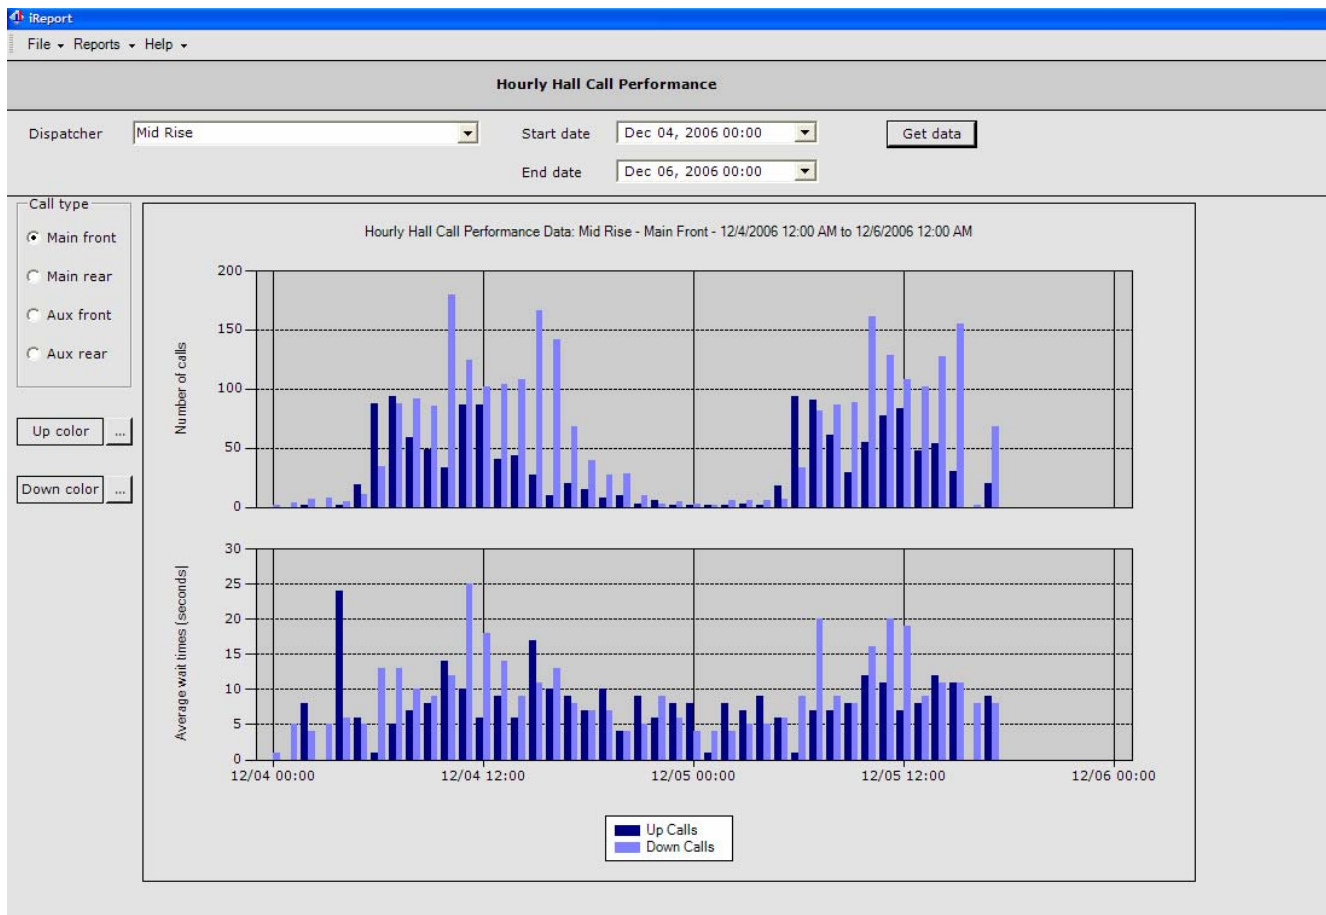 iReport
File Reports Help
Hourly Hall Call Performance
Dispatcher Mid Rise Start date Dec 04, 2006 00:00 Get data
End date Dec 06, 2006 00:00
Call type
Main front
Main rear
Aux front
Aux rear
Up color ...
Down color ...
Hourly Hall Call Performance Data: Mid Rise - Main Front - 12/4/2006 12:00 AM to 12/6/2006 12:00 AM
Number of calls
200
150
100
50
0
Average wait times (seconds)
30
25
20
15
10
5
0
12/04 00:00 12/04 12:00 12/05 00:00 12/05 12:00 12/06 00:00
Up Calls
Down Calls